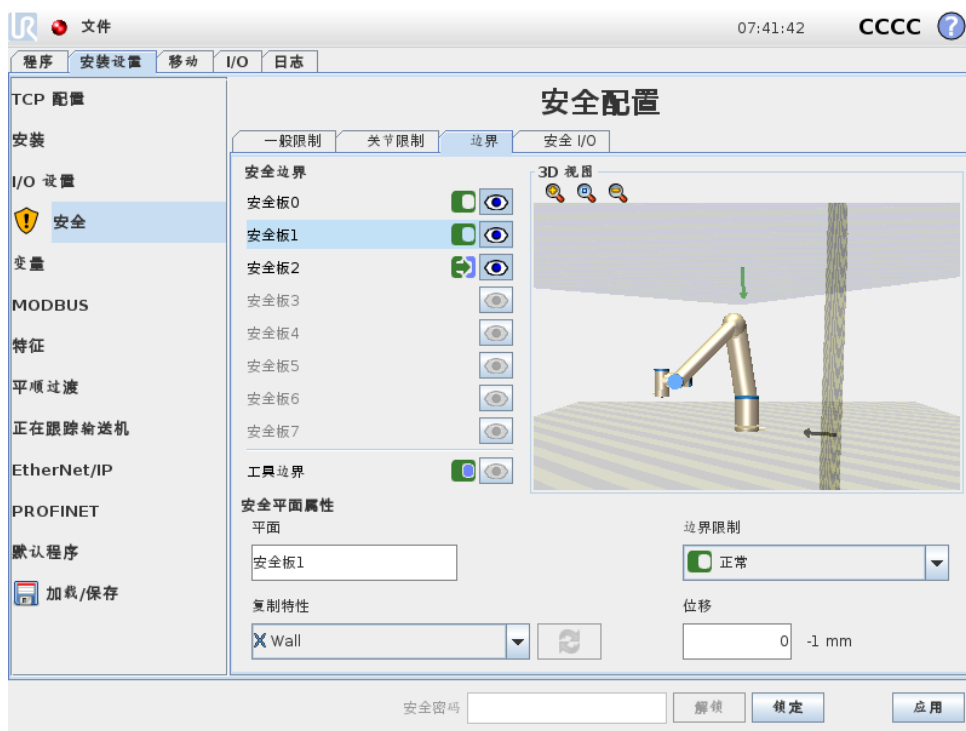 UR 文件 07:41:42 CCCC ?
程序 安装设置 移动 I/O 日志
TCP 配置
安装
I/O 设置
安全
变量
MODBUS
特征
平顺过渡
正在跟踪输送机
EtherNet/IP
PROFINET
默认程序
加载/保存
安全配置
一般限制 关节限制 边界 安全 I/O
安全边界
安全板0
安全板1
安全板2
安全板3
安全板4
安全板5
安全板6
安全板7
工具边界
3D 视图
安全平面属性
平面
安全板1
复制特性
Wall
边界限制
正常
位移
0 -1 mm
安全密码 解锁 锁定 应用